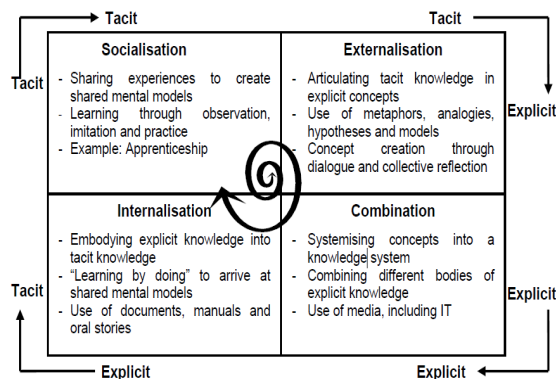 Tacit
Tacit
Socialisation
Externalisation
Tacit
- Sharing experiences to create
shared mental models
- Learning through observation,
imitation and practice
- Example: Apprenticeship
- Articulating tacit knowledge in
explicit concepts
- Use of metaphors, analogies,
hypotheses and models
- Concept creation through
dialogue and collective reflection
Explicit
Internalisation
Combination
- Embodying explicit knowledge into
tacit knowledge
- “Learning by doing” to arrive at
shared mental models
- Use of documents, manuals and
oral stories
- Systemising concepts into a
knowledge system
- Combining different bodies of
explicit knowledge
- Use of media, including IT
Tacit
Explicit
Explicit
Explicit